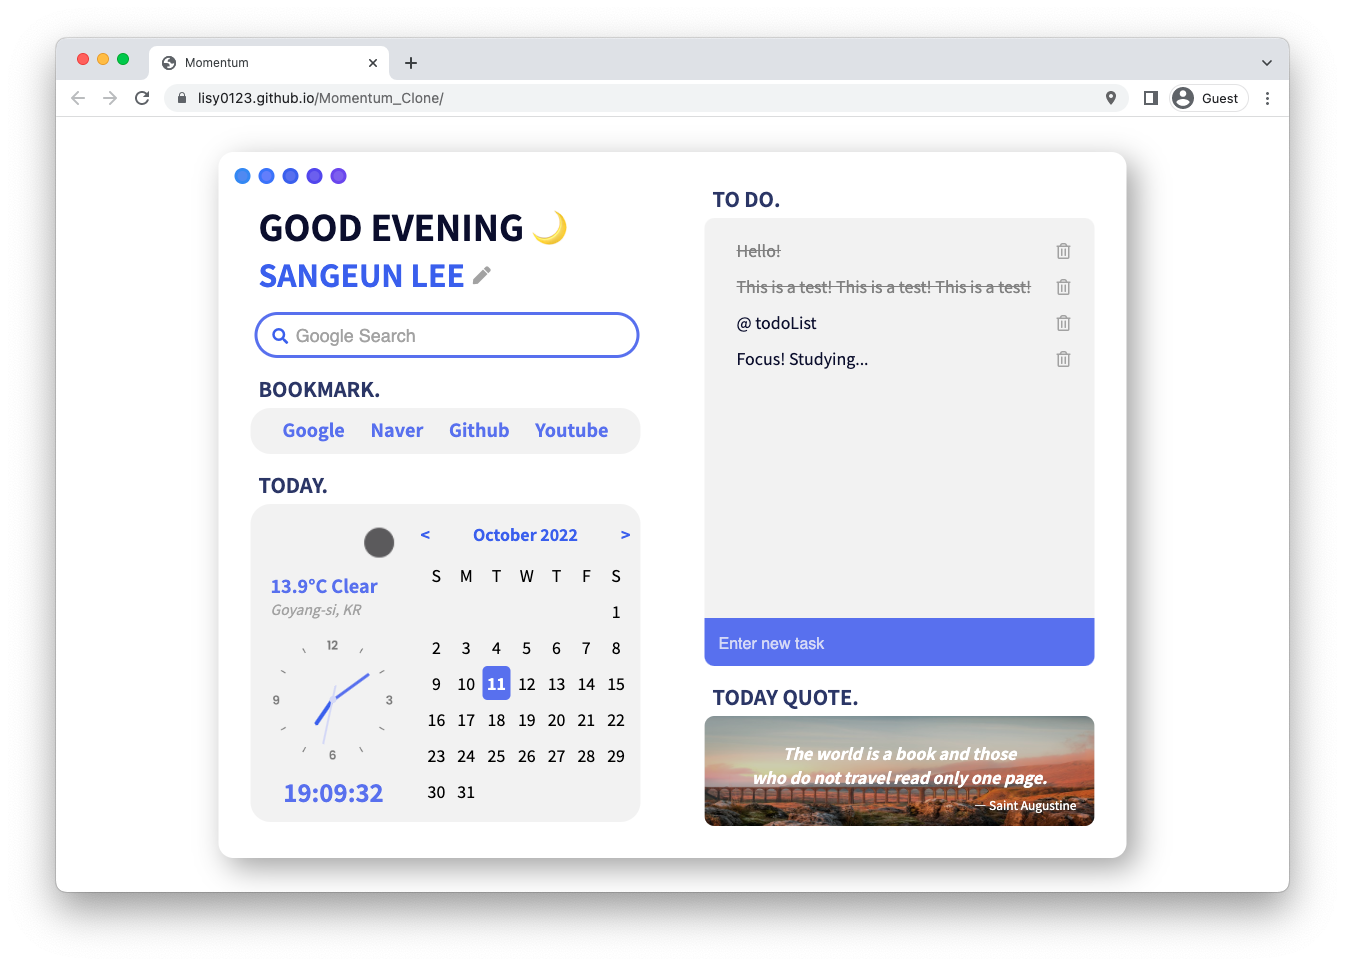 Momentum
lisy0123.github.io/Momentum_Clone/
Guest
GOOD EVENING
SANGEUN LEE
Google Search
BOOKMARK.
Google Naver Github Youtube
TODAY.
13.9°C Clear
Goyang-si, KR
12
9 3
6
19:09:32
< October 2022 >
S M T W T F S
1
2 3 4 5 6 7 8
9 10 11 12 13 14 15
16 17 18 19 20 21 22
23 24 25 26 27 28 29
30 31
TO DO.
Hello!
This is a test! This is a test! This is a test!
@ todoList
Focus! Studying...
Enter new task
TODAY QUOTE.
The world is a book and those
who do not travel read only one page.
— Saint Augustine